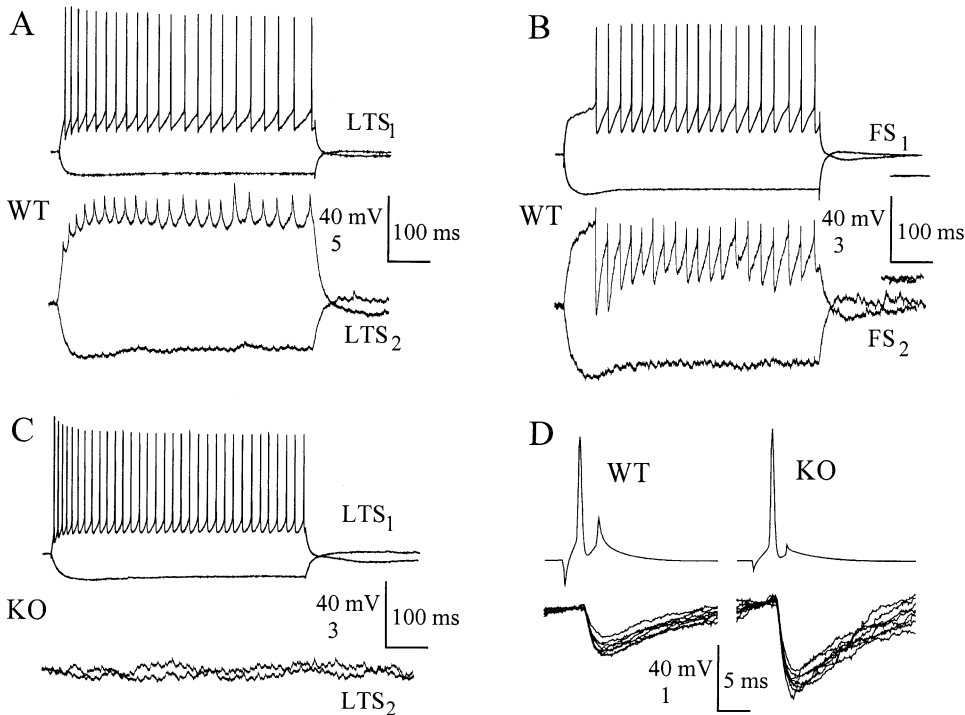 A
LTS1
WT
40 mV
5
100 ms
LTS2
B
FS1
WT
40 mV
3
100 ms
FS2
C
LTS1
KO
40 mV
3
100 ms
LTS2
D
WT
KO
40 mV
1
5 ms